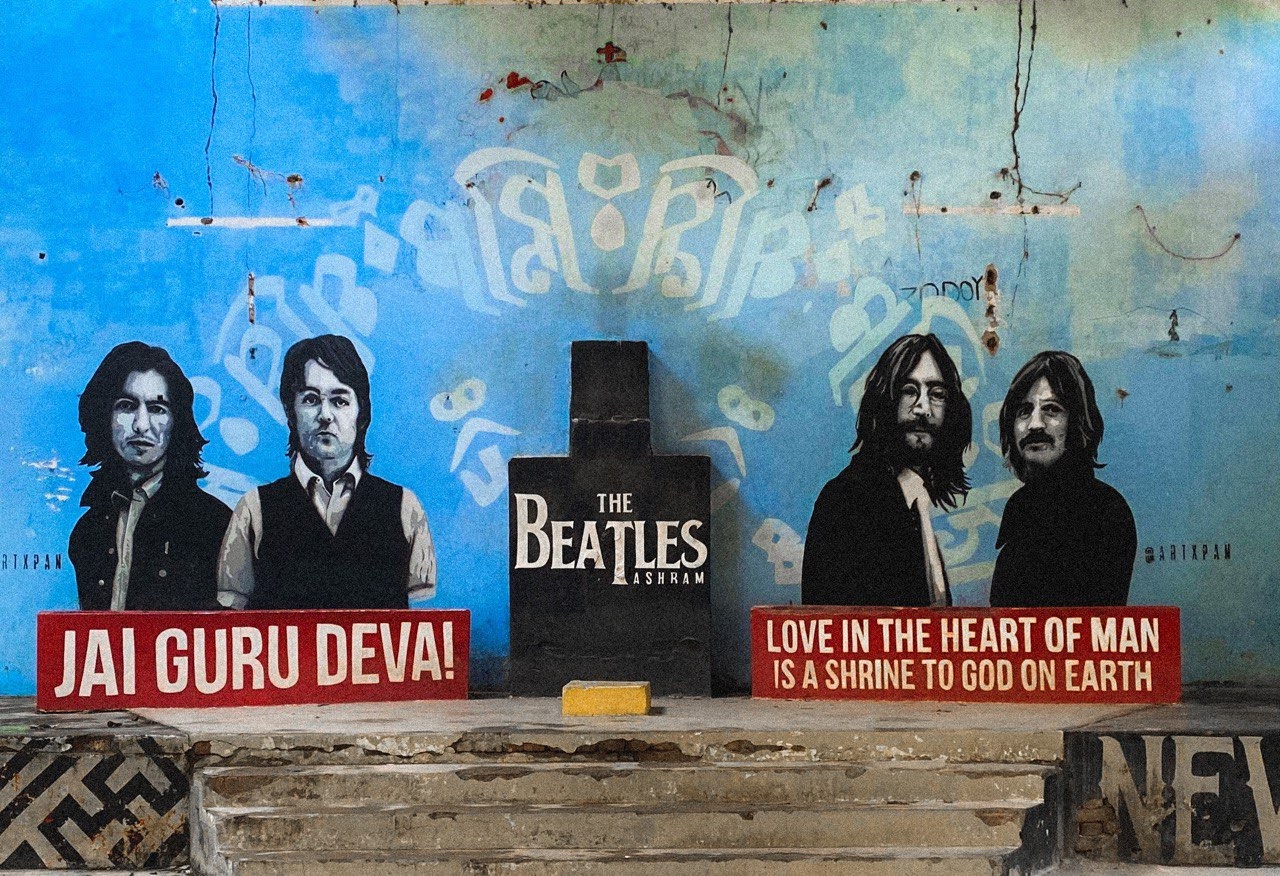 ZODOY
@ARTXPAN
THE
BEATLES
ASHRAM
JAI GURU DEVA!
LOVE IN THE HEART OF MAN
IS A SHRINE TO GOD ON EARTH